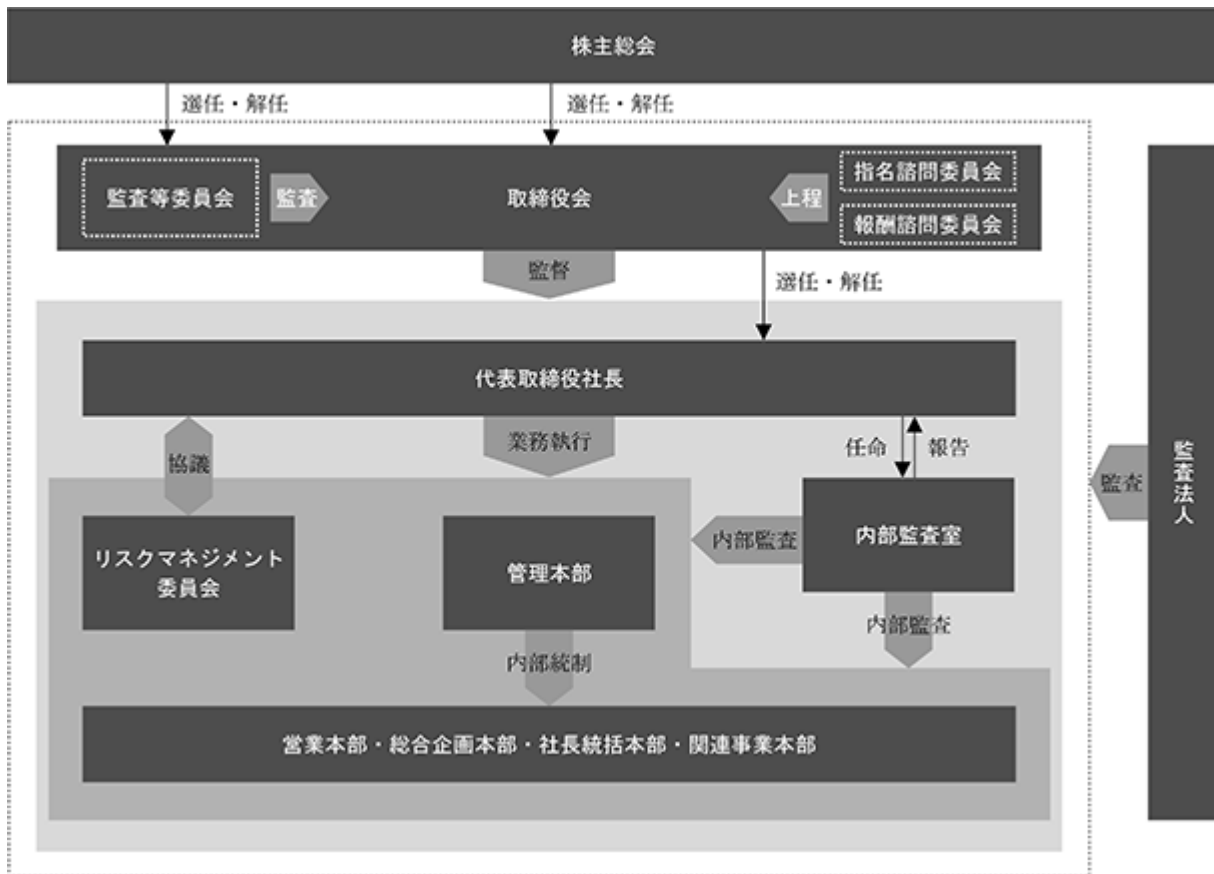 株主総会
選任・解任
選任・解任
監査等委員会
監査
取締役会
上程
指名諮問委員会
報酬諮問委員会
監督
選任・解任
代表取締役社長
協議
業務執行
任命
報告
監査
監査法人
リスクマネジメント
委員会
管理本部
内部監査
内部監査室
内部統制
内部監査
営業本部・総合企画本部・社長統括本部・関連事業本部